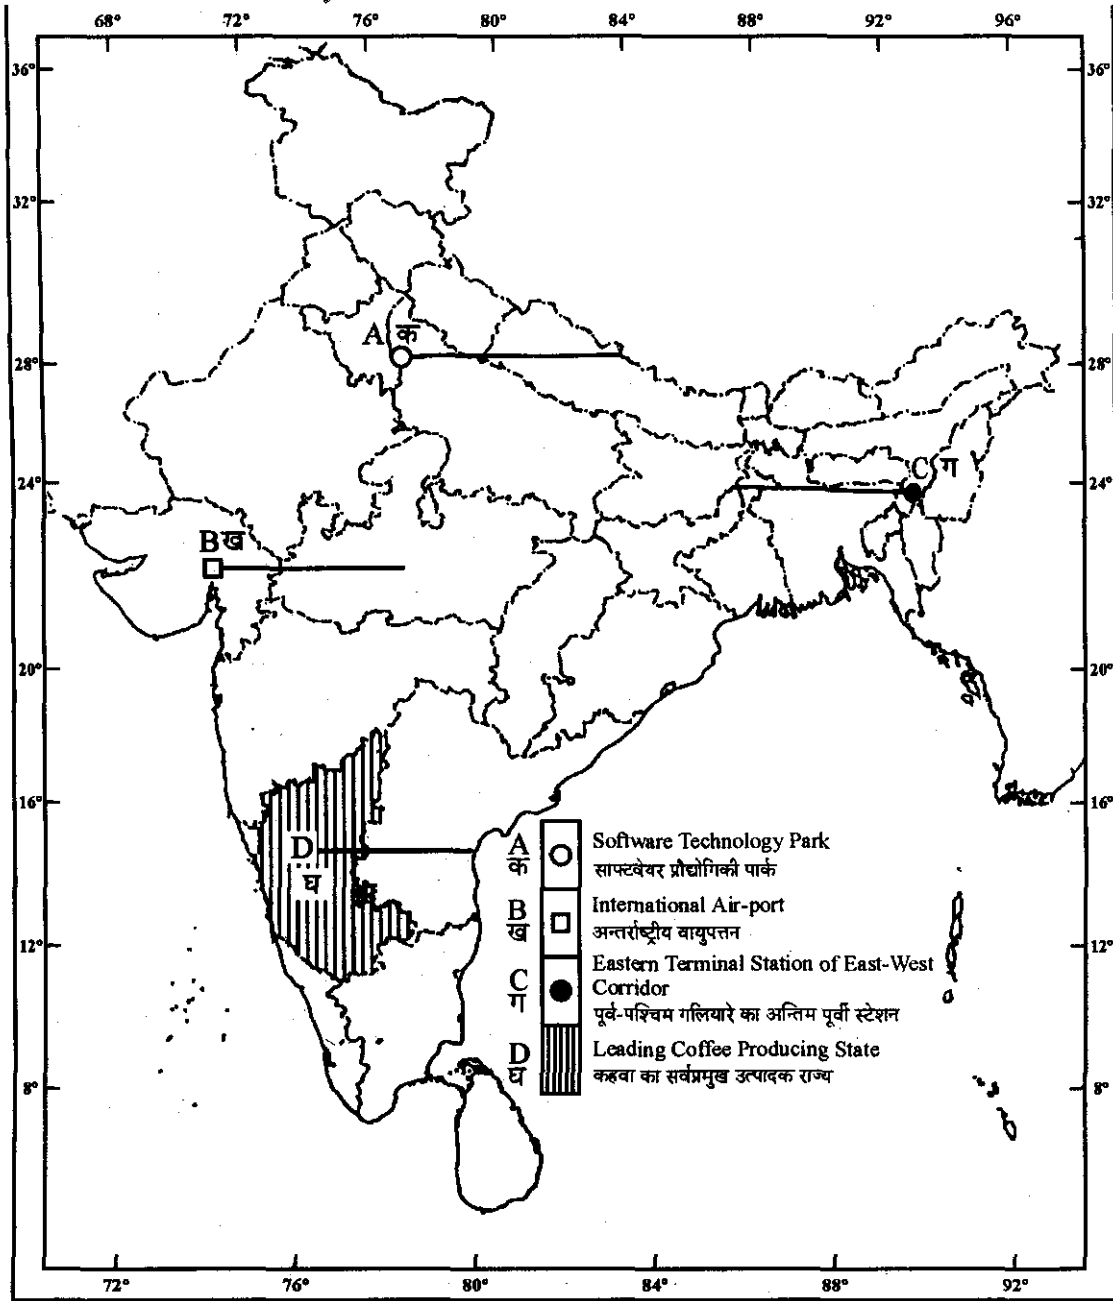 68° 72° 76° 80° 84° 88° 92° 96°
36° 36°
32° 32°
A क
28° 28°
C ग
24° 24°
B ख
20° 20°
16° 16°
D
घ
A
क
Software Technology Park
साफ्टवेयर प्रौद्योगिकी पार्क
B
ख
International Air-port
अन्तर्राष्ट्रीय वायुपत्तन
12° 12°
C
ग
Eastern Terminal Station of East-West
Corridor
पूर्व-पश्चिम गलियारे का अन्तिम पूर्वी स्टेशन
D
घ
Leading Coffee Producing State
कहवा का सर्वप्रमुख उत्पादक राज्य
8° 8°
72° 76° 80° 84° 88° 92°